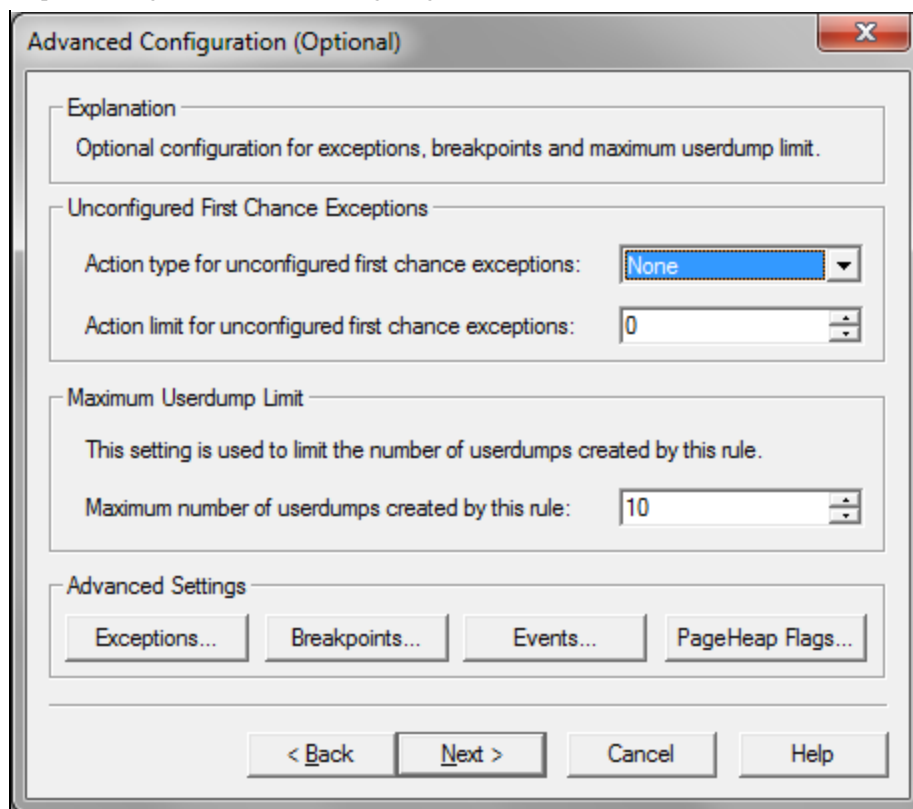 Advanced Configuration (Optional)
Explanation
Optional configuration for exceptions, breakpoints and maximum userdump limit.
Unconfigured First Chance Exceptions
Action type for unconfigured first chance exceptions: None
Action limit for unconfigured first chance exceptions: 0
Maximum Userdump Limit
This setting is used to limit the number of userdumps created by this rule.
Maximum number of userdumps created by this rule: 10
Advanced Settings
Exceptions... Breakpoints... Events... PageHeap Flags...
< Back Next > Cancel Help